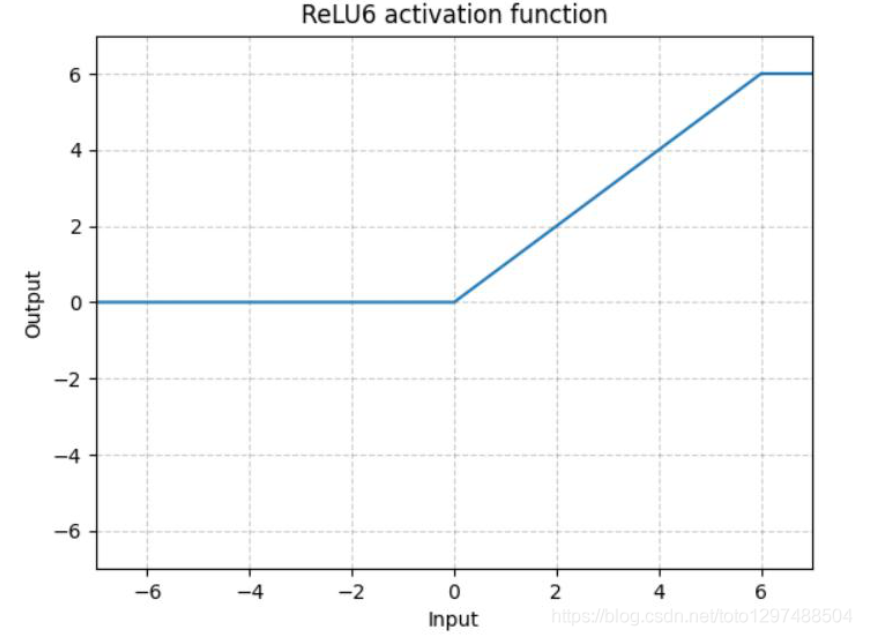 ReLU6 activation function
6
4
2
0
−2
−4
−6
Output
−6 −4 −2 0 2 4 6
Input
https://blog.csdn.net/toto1297488504